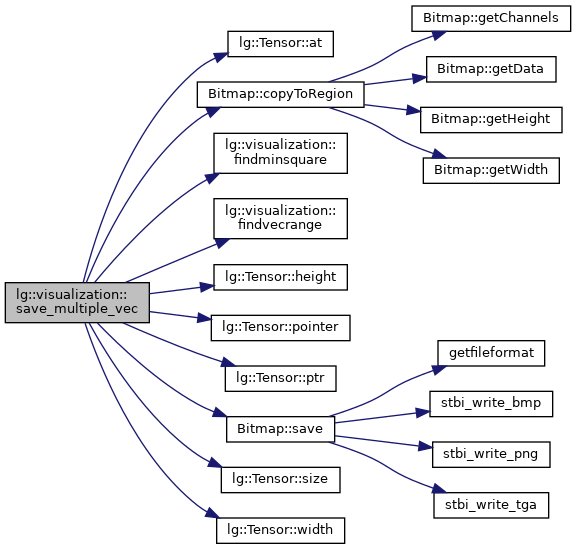 lg::visualization::
save_multiple_vec
lg::Tensor::at
Bitmap::copyToRegion
lg::visualization::
findminsquare
lg::visualization::
findvecrange
lg::Tensor::height
lg::Tensor::pointer
lg::Tensor::ptr
Bitmap::save
lg::Tensor::size
lg::Tensor::width
Bitmap::getChannels
Bitmap::getData
Bitmap::getHeight
Bitmap::getWidth
getfileformat
stbi_write_bmp
stbi_write_png
stbi_write_tga